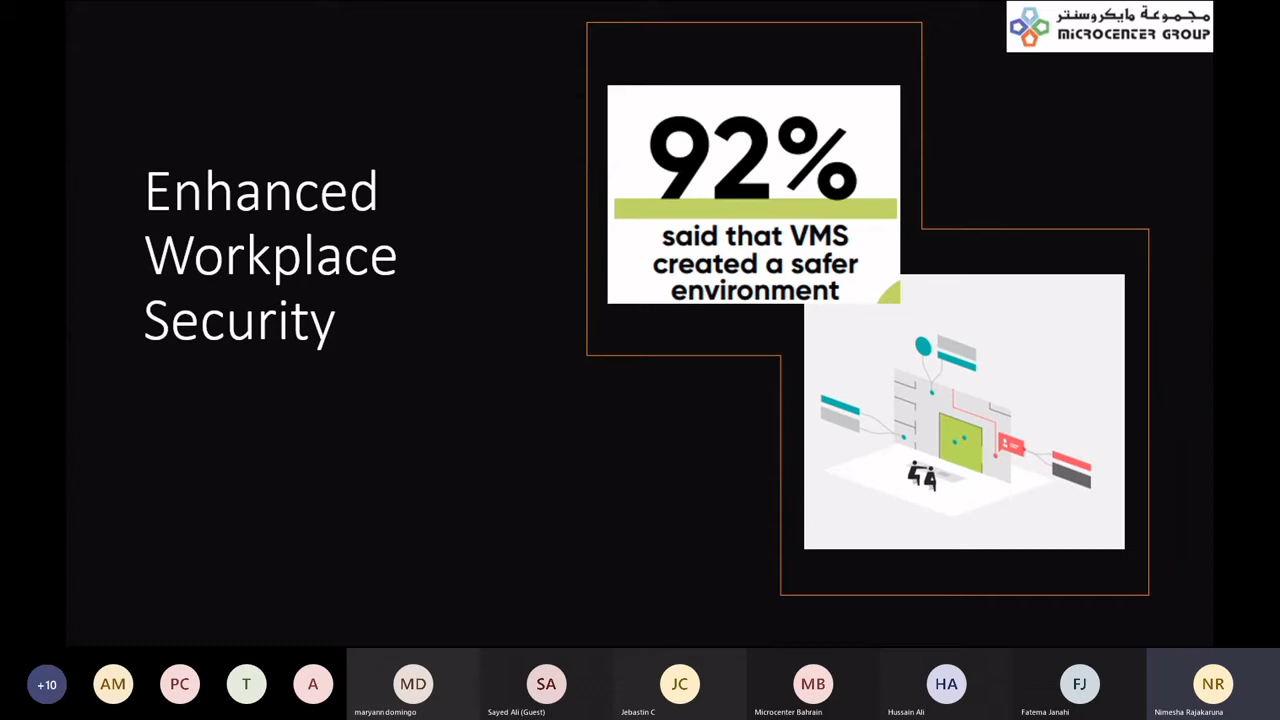 مجموعة مايكروسنتر
MICROCENTER GROUP
Enhanced
Workplace
Security
92%
said that VMS
created a safer
environment
+10
AM
PC
T
A
MD
SA
JC
MB
HA
FJ
NR
maryann domingo
Sayed Ali (Guest)
Jebastin C
Microcenter Bahrain
Hussain Ali
Fatema Janahi
Nimesha Rajakaruna